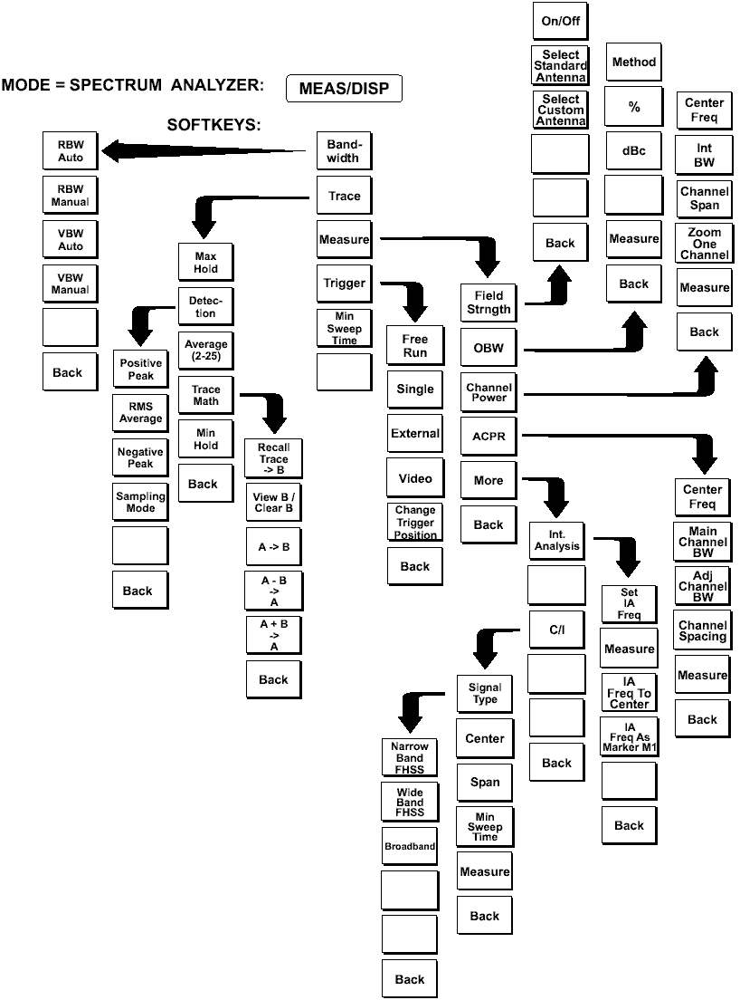 MODE = SPECTRUM ANALYZER:
MEAS/DISP
SOFTKEYS:
Band-
width
Trace
Measure
Trigger
Min
Sweep
Time
RBW
Auto
RBW
Manual
VBW
Auto
VBW
Manual
Back
Max
Hold
Detec-
tion
Average
(2-25)
Trace
Math
Min
Hold
Back
Positive
Peak
RMS
Average
Negative
Peak
Sampling
Mode
Back
Recall
Trace
-> B
View B /
Clear B
A -> B
A - B
->
A
A + B
->
A
Back
Free
Run
Single
External
Video
Change
Trigger
Position
Back
Field
Strngth
OBW
Channel
Power
ACPR
More
Back
On/Off
Select
Standard
Antenna
Select
Custom
Antenna
Back
Method
%
dBc
Measure
Back
Center
Freq
Int
BW
Channel
Span
Zoom
One
Channel
Measure
Back
Center
Freq
Main
Channel
BW
Adj
Channel
BW
Channel
Spacing
Measure
Back
Int.
Analysis
C/I
Back
Set
IA
Freq
Measure
IA
Freq To
Center
IA
Freq As
Marker M1
Back
Signal
Type
Center
Span
Min
Sweep
Time
Measure
Back
Narrow
Band
FHSS
Wide
Band
FHSS
Broadband
Back